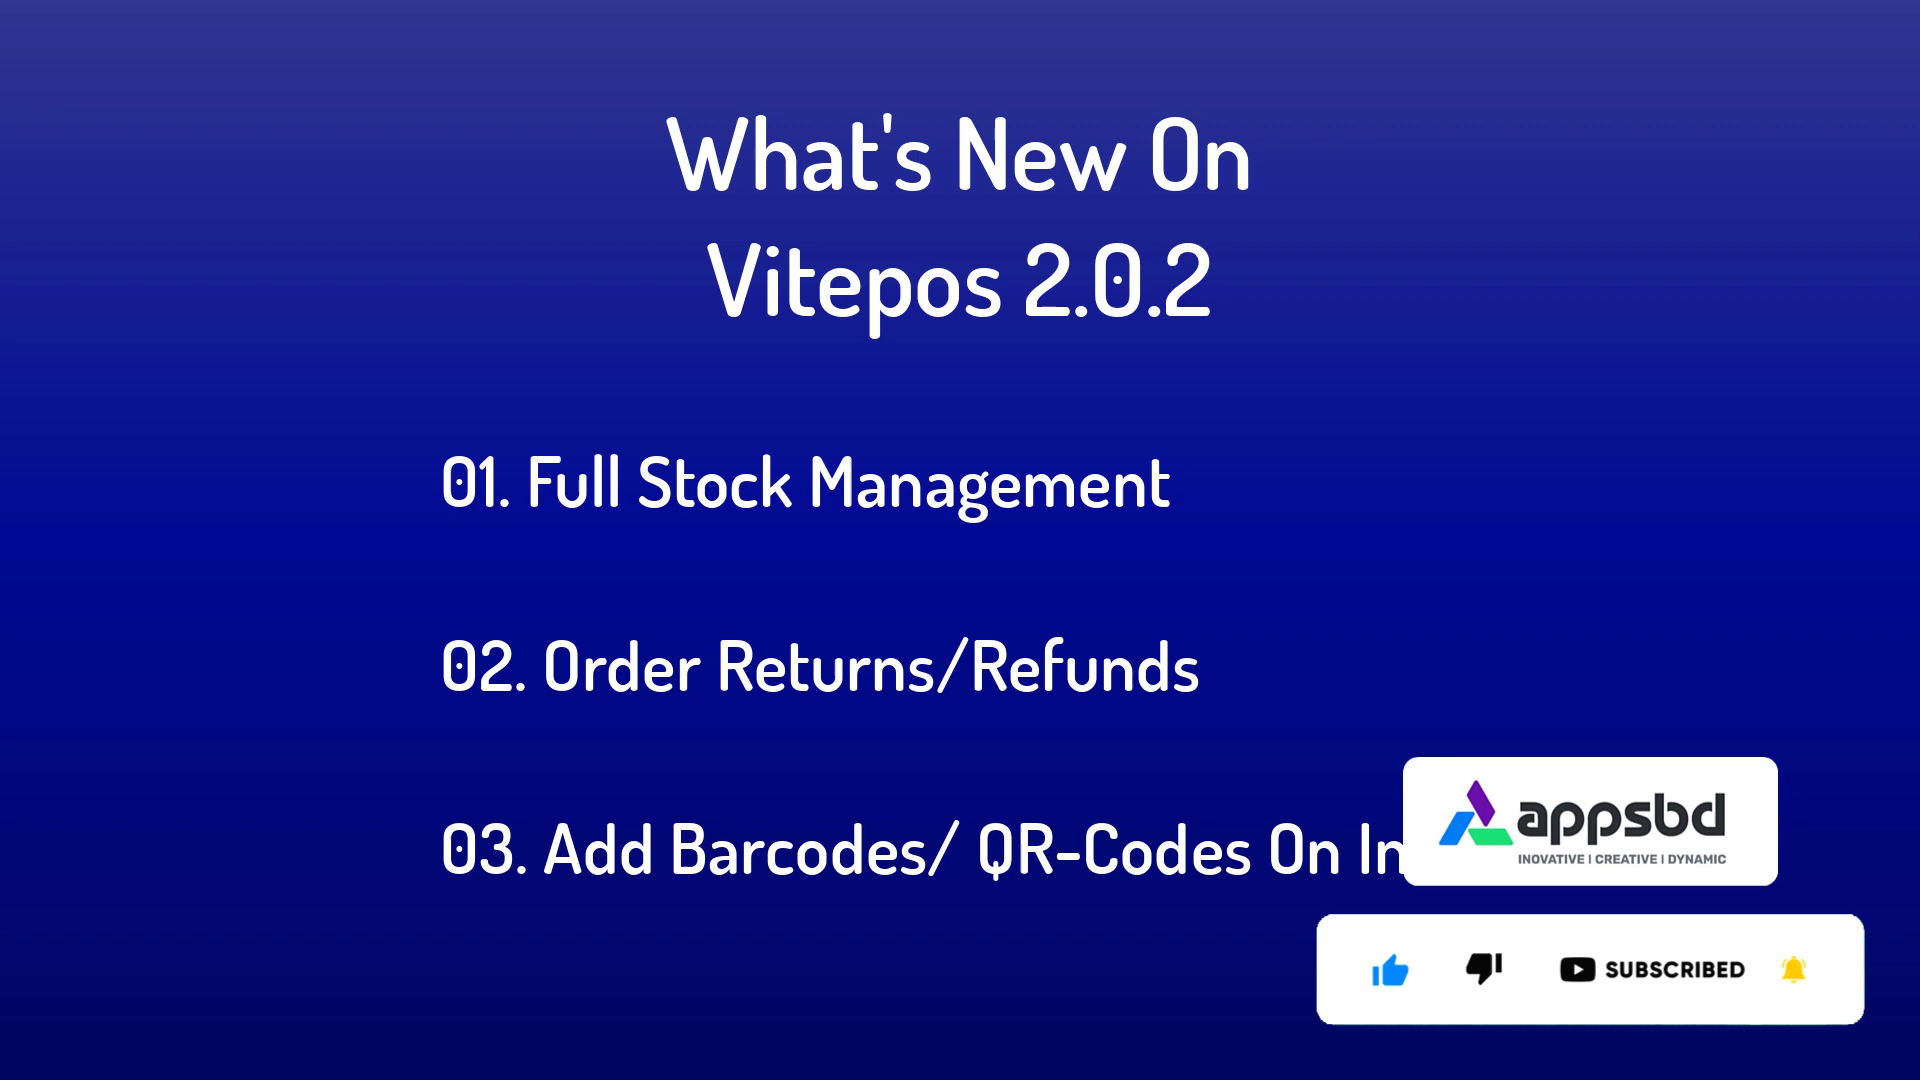 What's New On
Vitepos 2.0.2
01. Full Stock Management
02. Order Returns/Refunds
03. Add Barcodes/ QR-Codes On
appsbd
INOVATIVE | CREATIVE | DYNAMIC
SUBSCRIBED